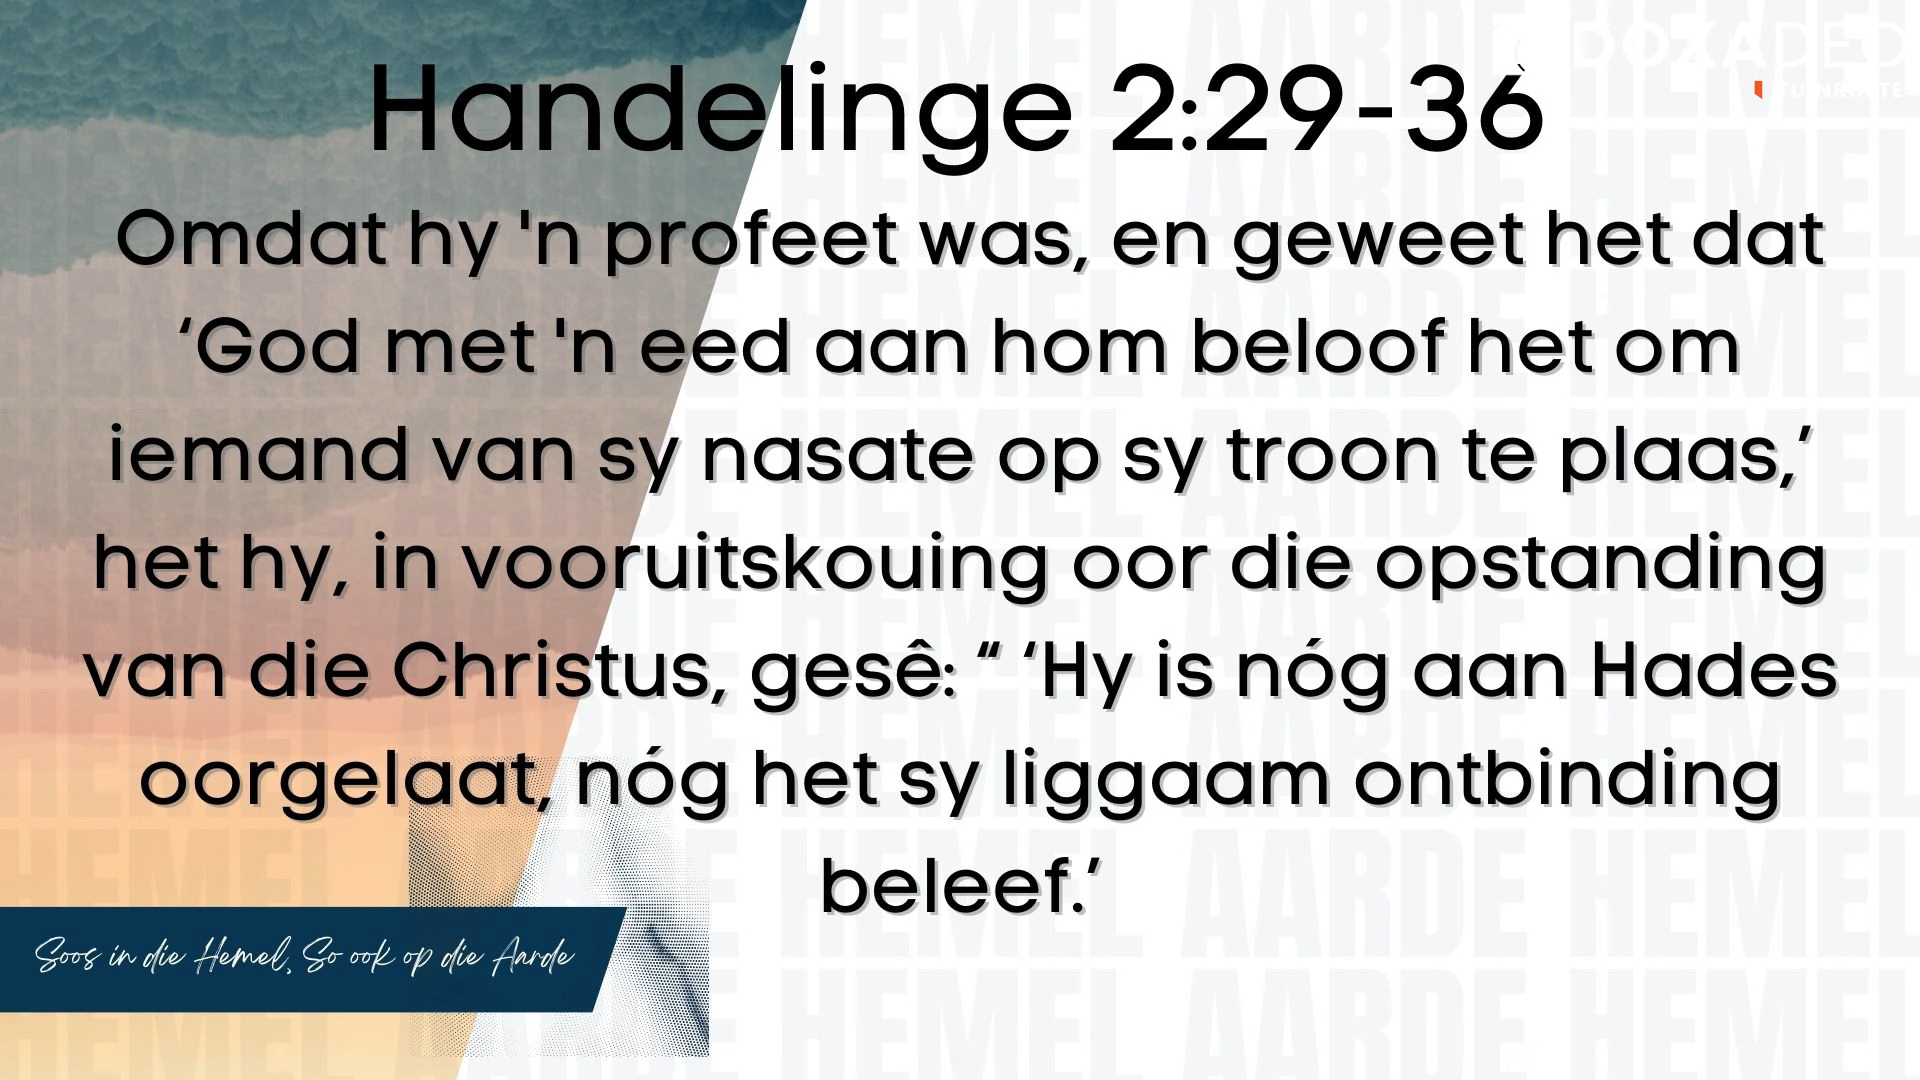 DOXADEO
TUINROETE
Handelinge 2:29-36
Omdat hy 'n profeet was, en geweet het dat
‘God met 'n eed aan hom beloof het om
iemand van sy nasate op sy troon te plaas,’
het hy, in vooruitskouing oor die opstanding
van die Christus, gesê: “ ‘Hy is nóg aan Hades
oorgelaat, nóg het sy liggaam ontbinding
beleef.’
Soos in die Hemel, So ook op die Aarde